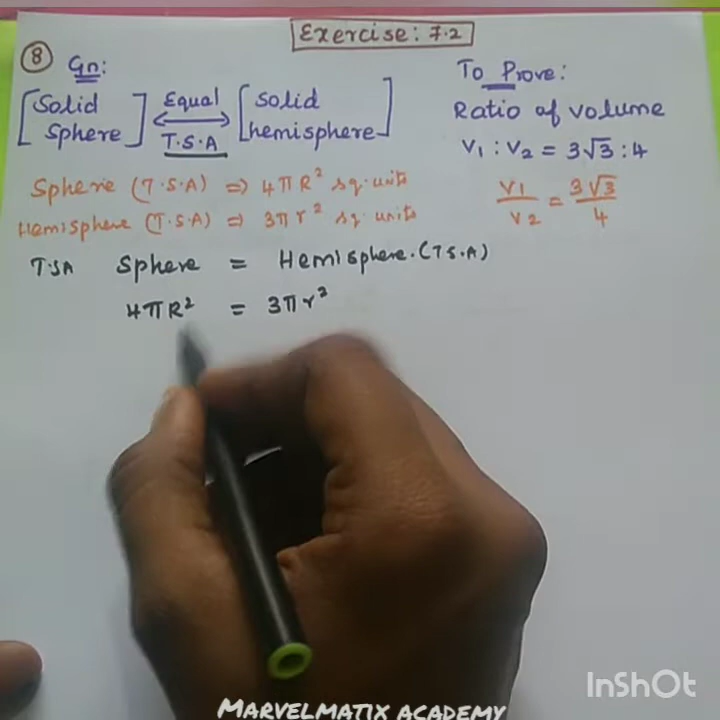 Exercise: 7.2
8 Gn:
[Solid Sphere] Equal T.S.A [Solid hemisphere]
To Prove:
Ratio of volume
V1 : V2 = 3√3 : 4
V1/V2 = 3√3/4
Sphere (T.S.A) => 4πR² sq. units
Hemisphere (T.S.A) => 3πr² sq. units
T.S.A Sphere = Hemisphere. (T.S.A)
4πR² = 3πr²
InShOt
MARVELMATIX ACADEMY